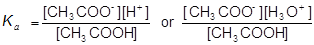 Kₐ = [CH₃COO⁻][H⁺] / [CH₃COOH] or [CH₃COO⁻][H₃O⁺] / [CH₃COOH]